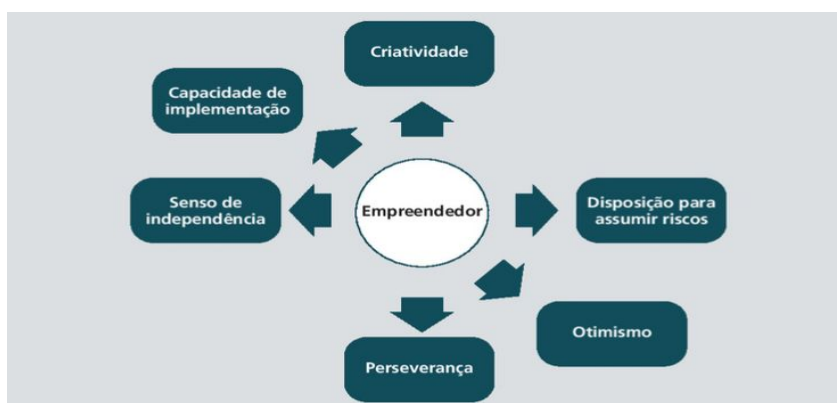 Criatividade
Capacidade de
implementação
Senso de
independência
Empreendedor
Disposição para
assumir riscos
Otimismo
Perseverança